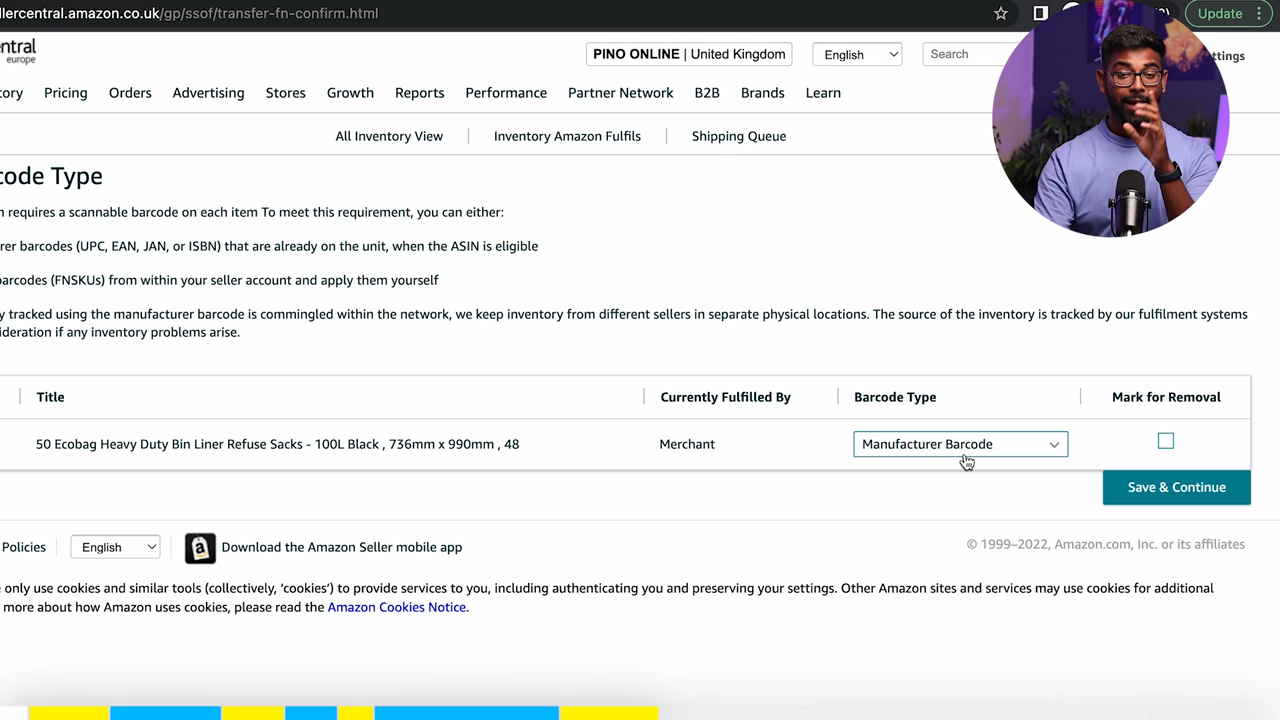 llercentral.amazon.co.uk/gp/ssof/transfer-fn-confirm.html
Update
ntral
europe
PINO ONLINE | United Kingdom
English
Search
ttings
ory Pricing Orders Advertising Stores Growth Reports Performance Partner Network B2B Brands Learn
All Inventory View Inventory Amazon Fulfils Shipping Queue
code Type
n requires a scannable barcode on each item To meet this requirement, you can either:
rer barcodes (UPC, EAN, JAN, or ISBN) that are already on the unit, when the ASIN is eligible
barcodes (FNSKUs) from within your seller account and apply them yourself
y tracked using the manufacturer barcode is commingled within the network, we keep inventory from different sellers in separate physical locations. The source of the inventory is tracked by our fulfilment systems
ideration if any inventory problems arise.
Title Currently Fulfilled By Barcode Type Mark for Removal
50 Ecobag Heavy Duty Bin Liner Refuse Sacks - 100L Black , 736mm x 990mm , 48 Merchant Manufacturer Barcode
Save & Continue
Policies English Download the Amazon Seller mobile app © 1999–2022, Amazon.com, Inc. or its affiliates
e only use cookies and similar tools (collectively, ‘cookies’) to provide services to you, including authenticating you and preserving your settings. Other Amazon sites and services may use cookies for additional
more about how Amazon uses cookies, please read the Amazon Cookies Notice.